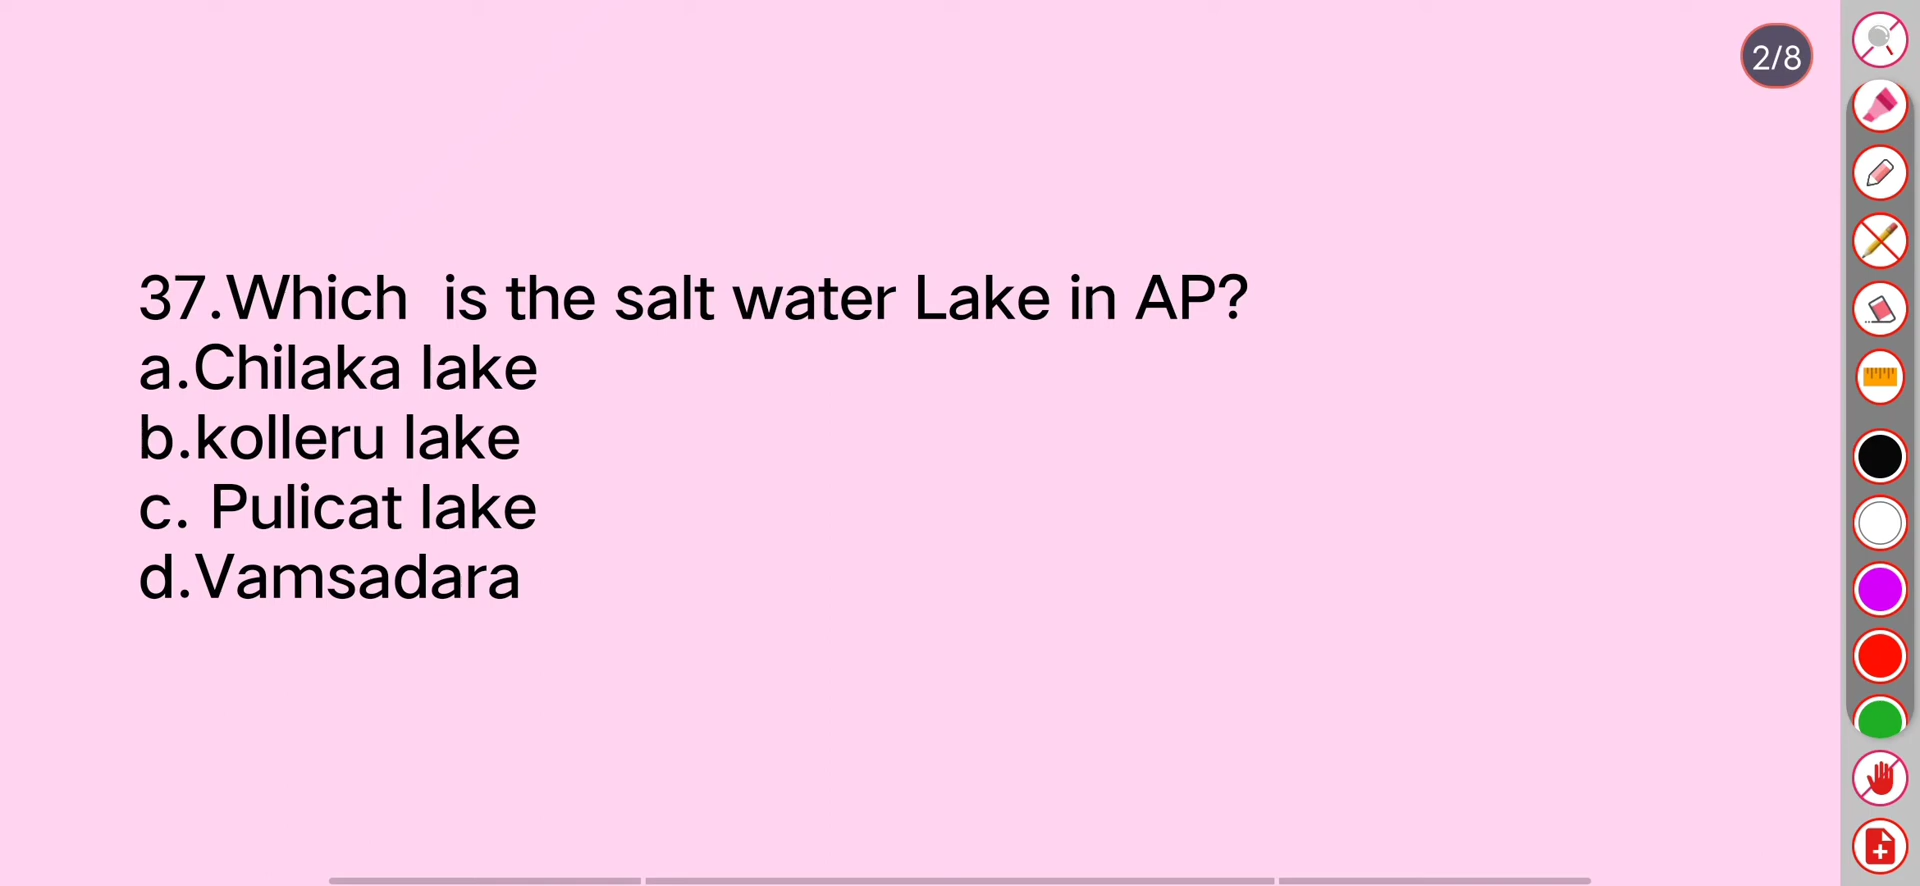 2/8
37.Which  is the salt water Lake in AP?
a.Chilaka lake
b.kolleru lake
c. Pulicat lake
d.Vamsadara